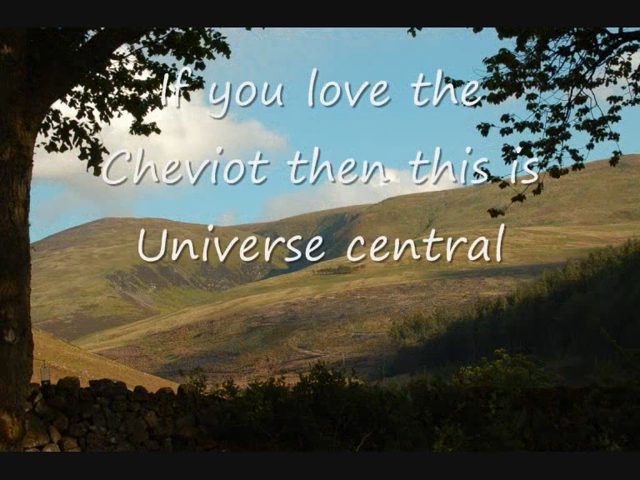 If you love the
Cheviot then this is
Universe central